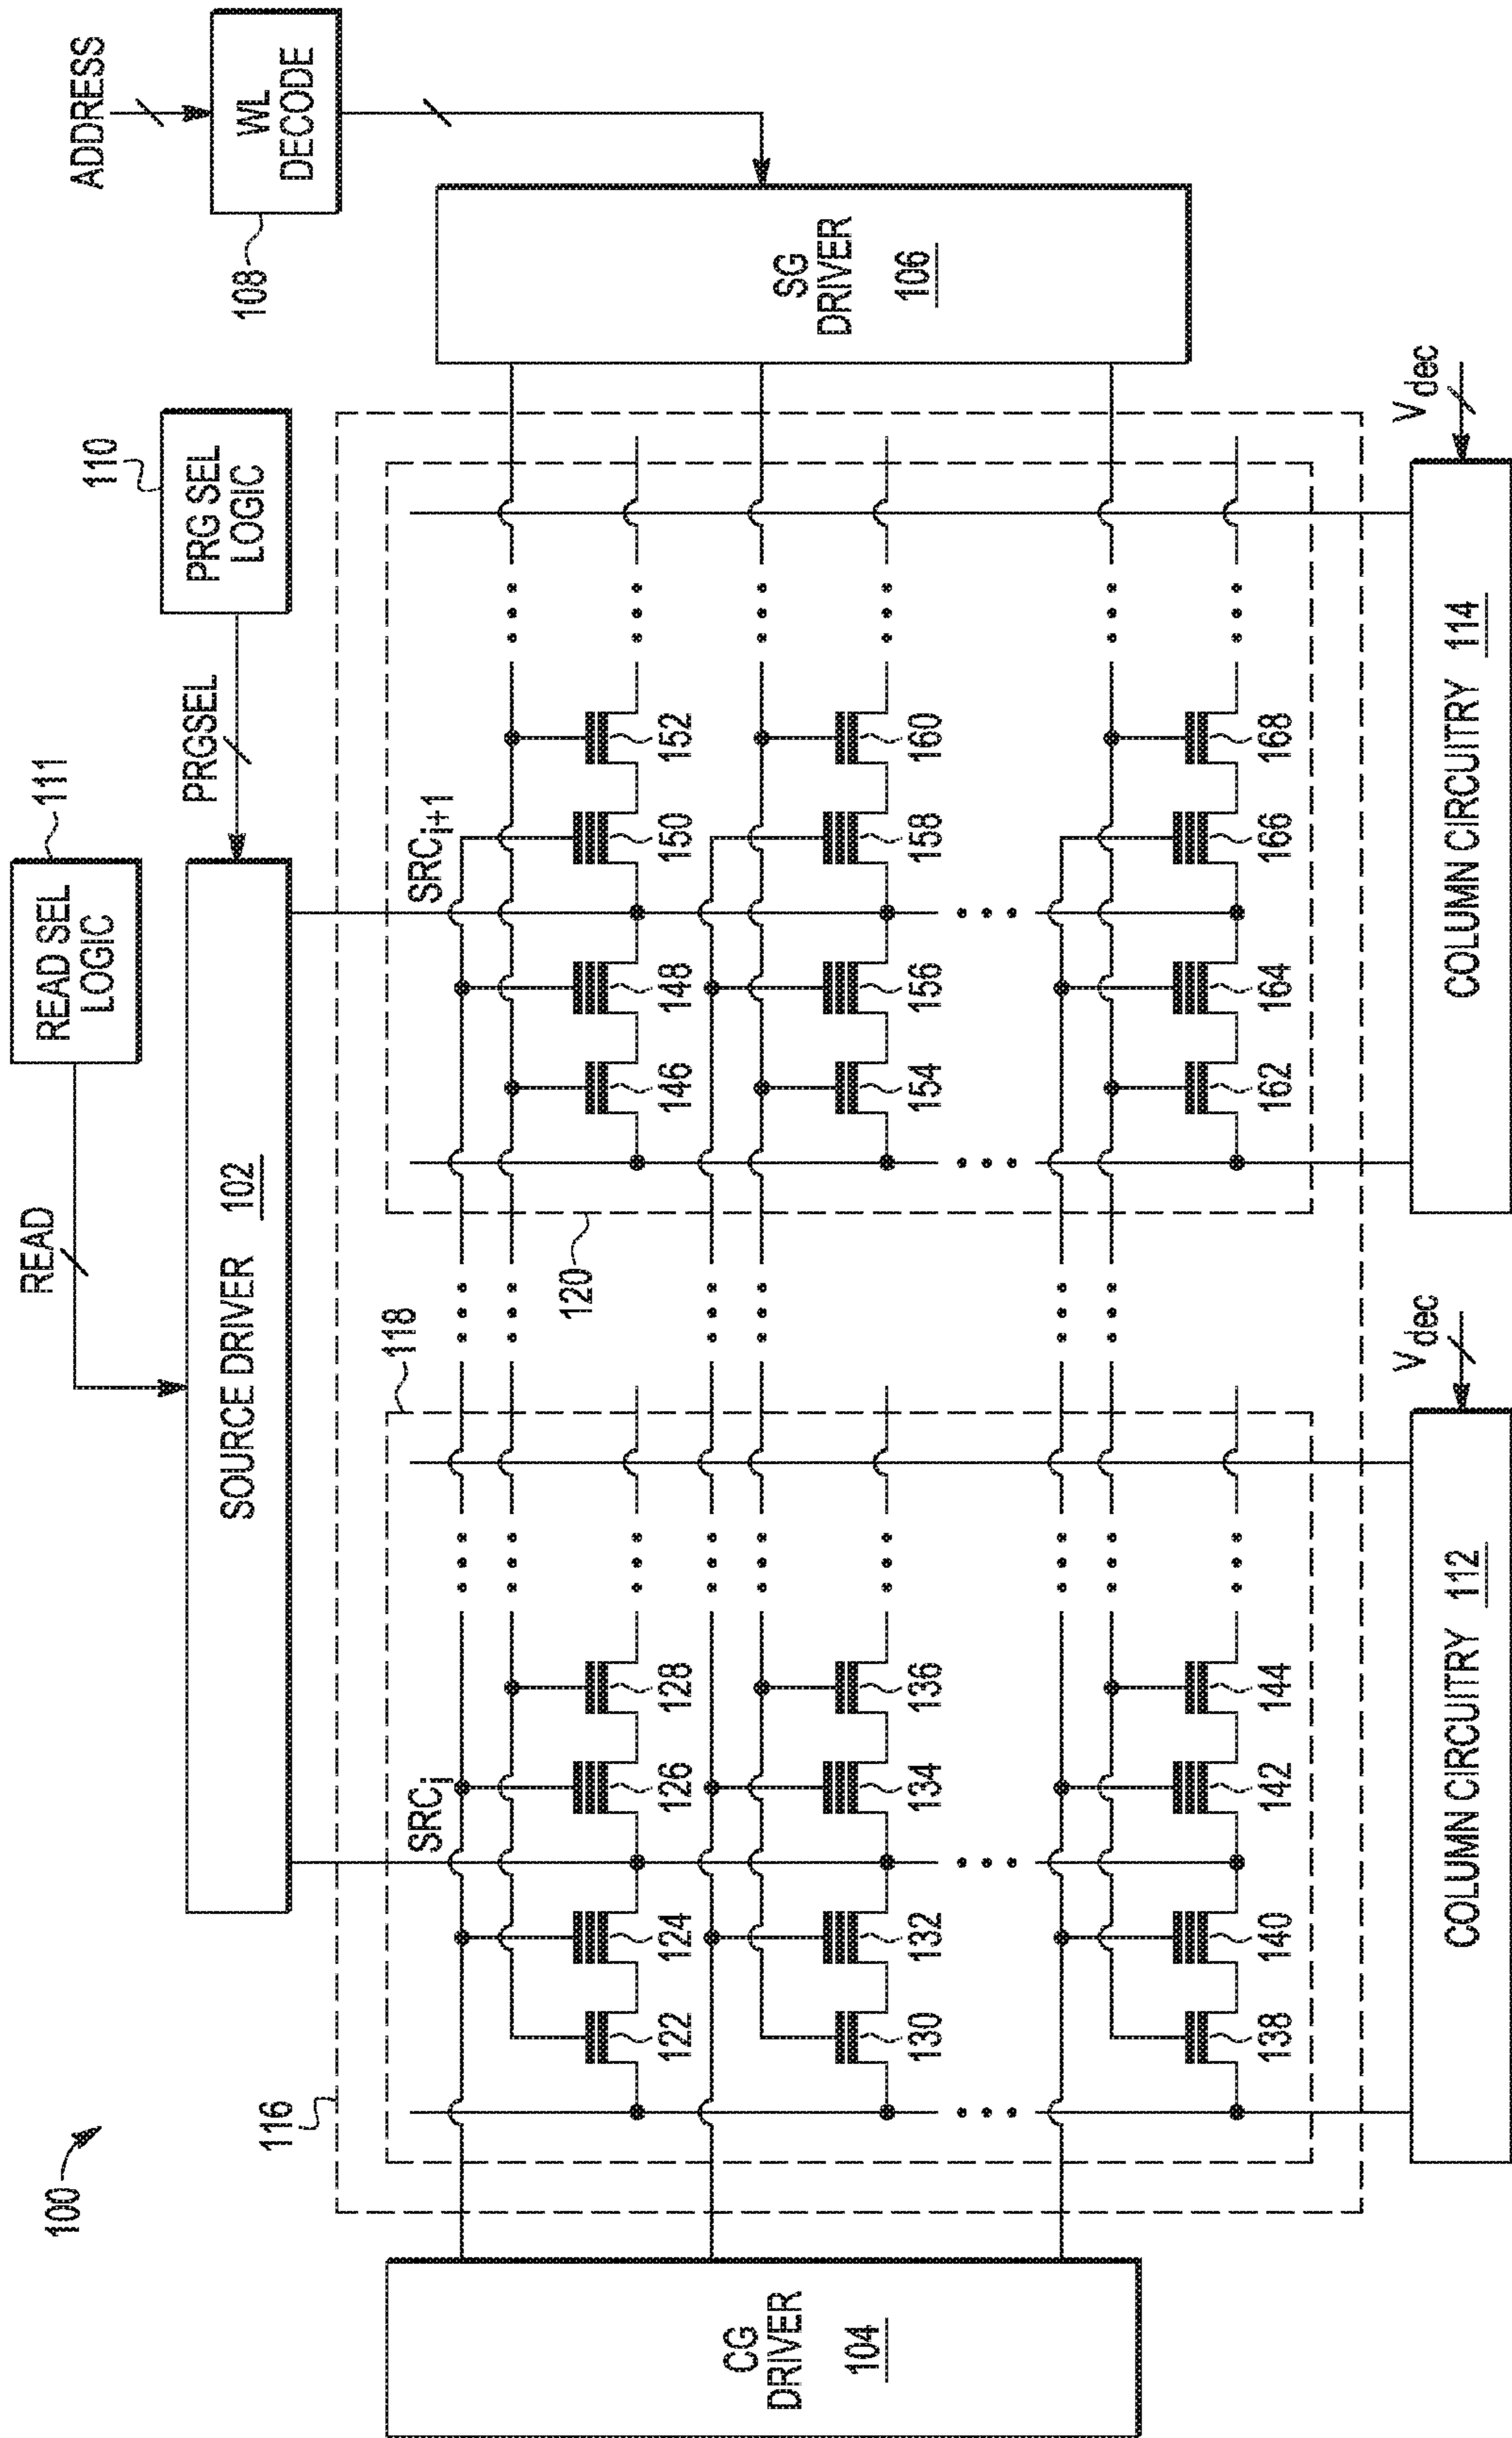 100
READ SEL
LOGIC
111
READ
PRG SEL
LOGIC
110
PRGSEL
ADDRESS
WL
DECODE
108
SOURCE DRIVER 102
116
118
120
SRCj
SRCj+1
CG
DRIVER
104
SG
DRIVER
106
122 124 126 128
146 148 150 152
130 132 134 136
154 156 158 160
138 140 142 144
162 164 166 168
Vdec
Vdec
COLUMN CIRCUITRY 112
COLUMN CIRCUITRY 114